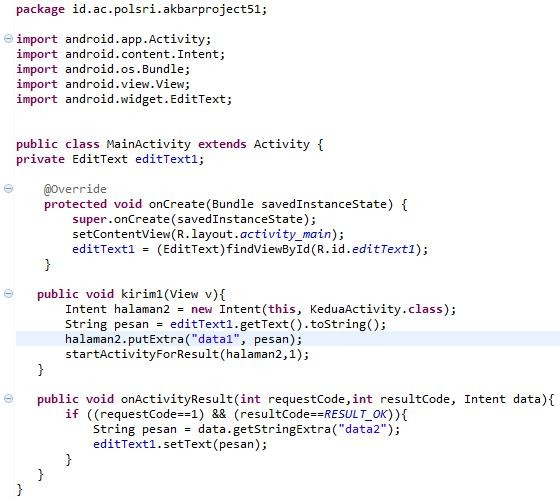 package id.ac.polsri.akbarproject51;
import android.app.Activity;
import android.content.Intent;
import android.os.Bundle;
import android.view.View;
import android.widget.EditText;
public class MainActivity extends Activity {
private EditText editText1;
@Override
protected void onCreate(Bundle savedInstanceState) {
super.onCreate(savedInstanceState);
setContentView(R.layout.activity_main);
editText1 = (EditText)findViewById(R.id.editText1);
}
public void kirim1(View v){
Intent halaman2 = new Intent(this, KeduaActivity.class);
String pesan = editText1.getText().toString();
halaman2.putExtra("data1", pesan);
startActivityForResult(halaman2,1);
}
public void onActivityResult(int requestCode,int resultCode, Intent data){
if ((requestCode==1) && (resultCode==RESULT_OK)){
String pesan = data.getStringExtra("data2");
editText1.setText(pesan);
}
}
}